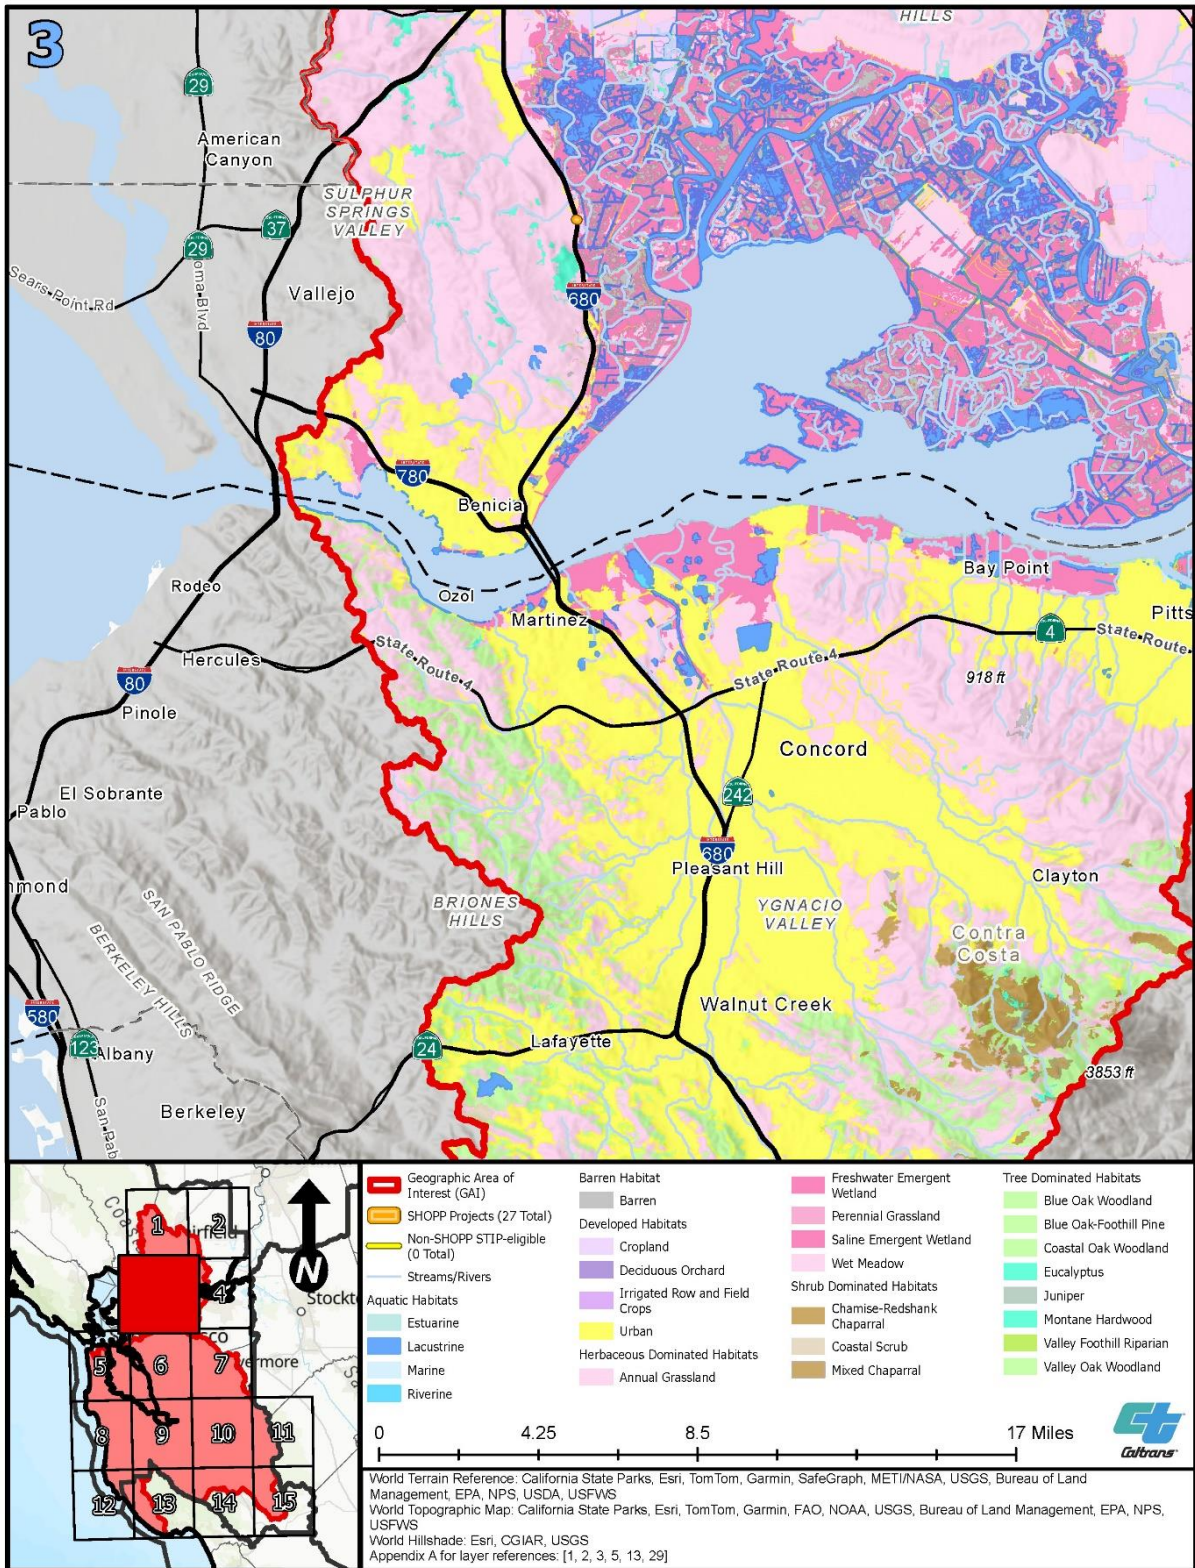 3
HILLS
29
American
Canyon
SULPHUR
SPRINGS
VALLEY
37
29
Sears Point Rd
oma-Blvd
Vallejo
80
680
780
Benicia
Bay Point
Rodeo
Ozol
Martinez
Pitts
4
State Route
Hercules
State Route 4
State Route 4
918 ft
80
Pinole
Concord
El Sobrante
Pablo
242
680
Pleasant Hill
Clayton
mmond
BRIONES
HILLS
YGNACIO
VALLEY
SAN PABLO RIDGE
BERKELEY HILLS
Contra
Costa
Walnut Creek
580
123
Albany
24
Lafayette
3853 ft
San Pab
Berkeley
1
2
irfield
4
Stockt
N
Coast
sco
5
6
7
vermore
8
9
10
11
12
13
14
15
Geographic Area of
Interest (GAI)
SHOPP Projects (27 Total)
Non-SHOPP STIP-eligible
(0 Total)
Streams/Rivers
Aquatic Habitats
Estuarine
Lacustrine
Marine
Riverine
Barren Habitat
Barren
Developed Habitats
Cropland
Deciduous Orchard
Irrigated Row and Field
Crops
Urban
Herbaceous Dominated Habitats
Annual Grassland
Freshwater Emergent
Wetland
Perennial Grassland
Saline Emergent Wetland
Wet Meadow
Shrub Dominated Habitats
Chamise-Redshank
Chaparral
Coastal Scrub
Mixed Chaparral
Tree Dominated Habitats
Blue Oak Woodland
Blue Oak-Foothill Pine
Coastal Oak Woodland
Eucalyptus
Juniper
Montane Hardwood
Valley Foothill Riparian
Valley Oak Woodland
0 4.25 8.5 17 Miles
Caltrans
World Terrain Reference: California State Parks, Esri, TomTom, Garmin, SafeGraph, METI/NASA, USGS, Bureau of Land
Management, EPA, NPS, USDA, USFWS
World Topographic Map: California State Parks, Esri, TomTom, Garmin, FAO, NOAA, USGS, Bureau of Land Management, EPA, NPS,
USFWS
World Hillshade: Esri, CGIAR, USGS
Appendix A for layer references: [1, 2, 3, 5, 13, 29]